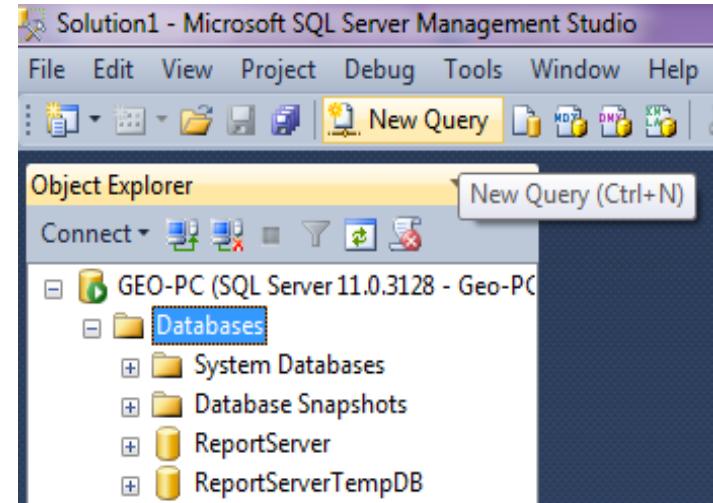 Solution1 - Microsoft SQL Server Management Studio
File Edit View Project Debug Tools Window Help
New Query
Object Explorer
New Query (Ctrl+N)
Connect
GEO-PC (SQL Server 11.0.3128 - Geo-PC
Databases
System Databases
Database Snapshots
ReportServer
ReportServerTempDB